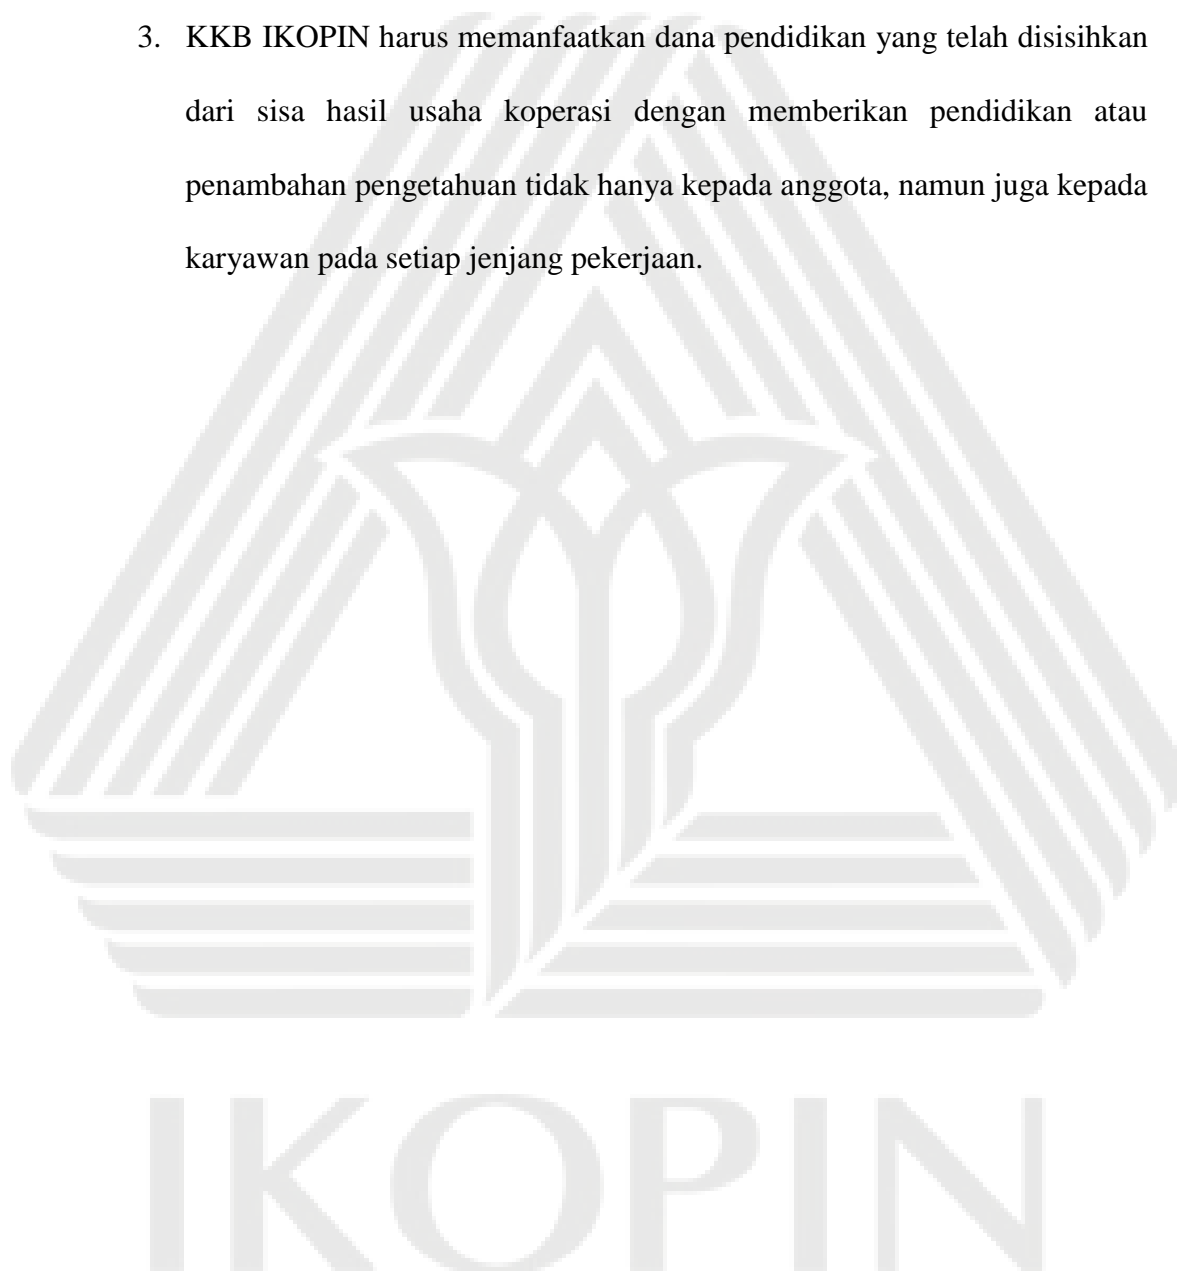 3. KKB IKOPIN harus memanfaatkan dana pendidikan yang telah disisihkan
dari sisa hasil usaha koperasi dengan memberikan pendidikan atau
penambahan pengetahuan tidak hanya kepada anggota, namun juga kepada
karyawan pada setiap jenjang pekerjaan.
IKOPIN